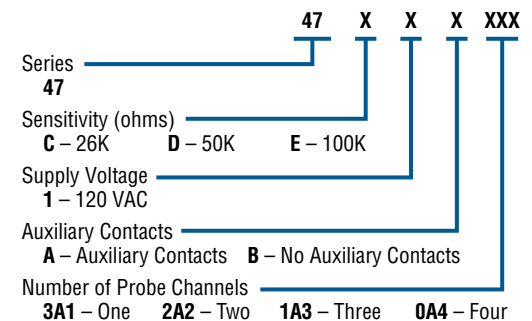 47 X X X XXX
Series
47
Sensitivity (ohms)
C – 26K D – 50K E – 100K
Supply Voltage
1 – 120 VAC
Auxiliary Contacts
A – Auxiliary Contacts B – No Auxiliary Contacts
Number of Probe Channels
3A1 – One 2A2 – Two 1A3 – Three 0A4 – Four